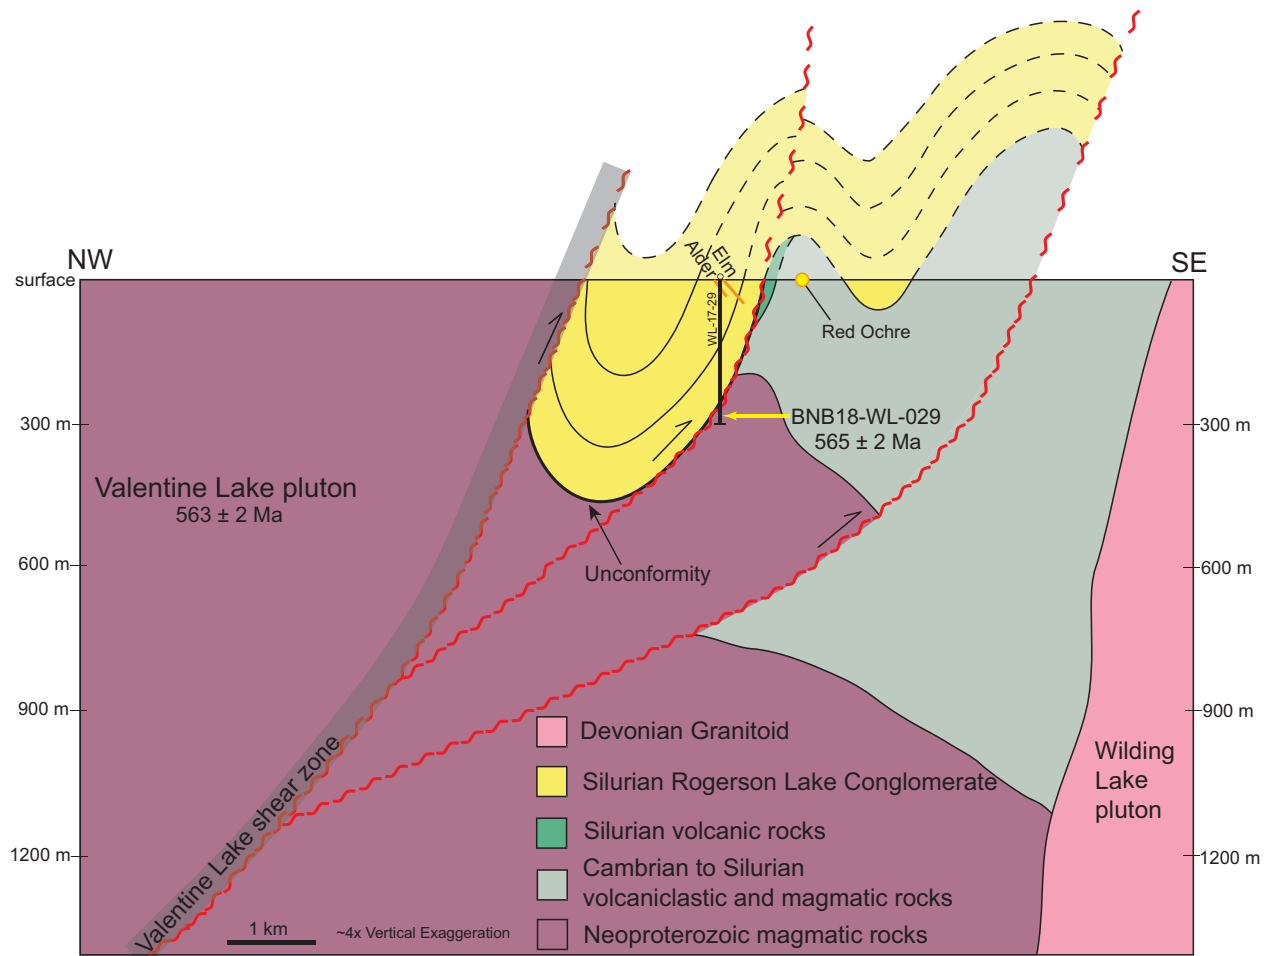 NW
SE
surface
Alder
Elm
WL-17-29
Red Ochre
300 m
300 m
BNB18-WL-029
565 ± 2 Ma
Valentine Lake pluton
563 ± 2 Ma
Unconformity
600 m
600 m
900 m
900 m
Devonian Granitoid
Silurian Rogerson Lake Conglomerate
Silurian volcanic rocks
Cambrian to Silurian
volcaniclastic and magmatic rocks
Neoproterozoic magmatic rocks
Wilding
Lake
pluton
1200 m
1200 m
Valentine Lake shear zone
1 km
~4x Vertical Exaggeration